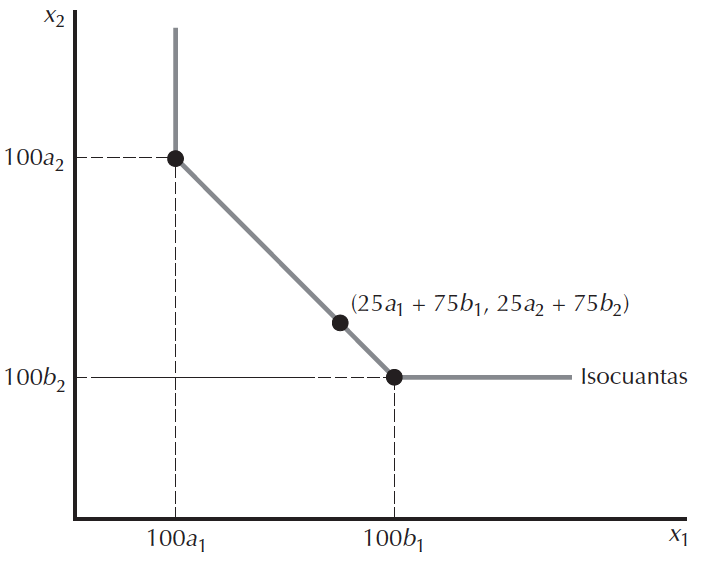 x₂
100a₂
(25a₁ + 75b₁, 25a₂ + 75b₂)
100b₂
Isocuantas
100a₁
100b₁
x₁